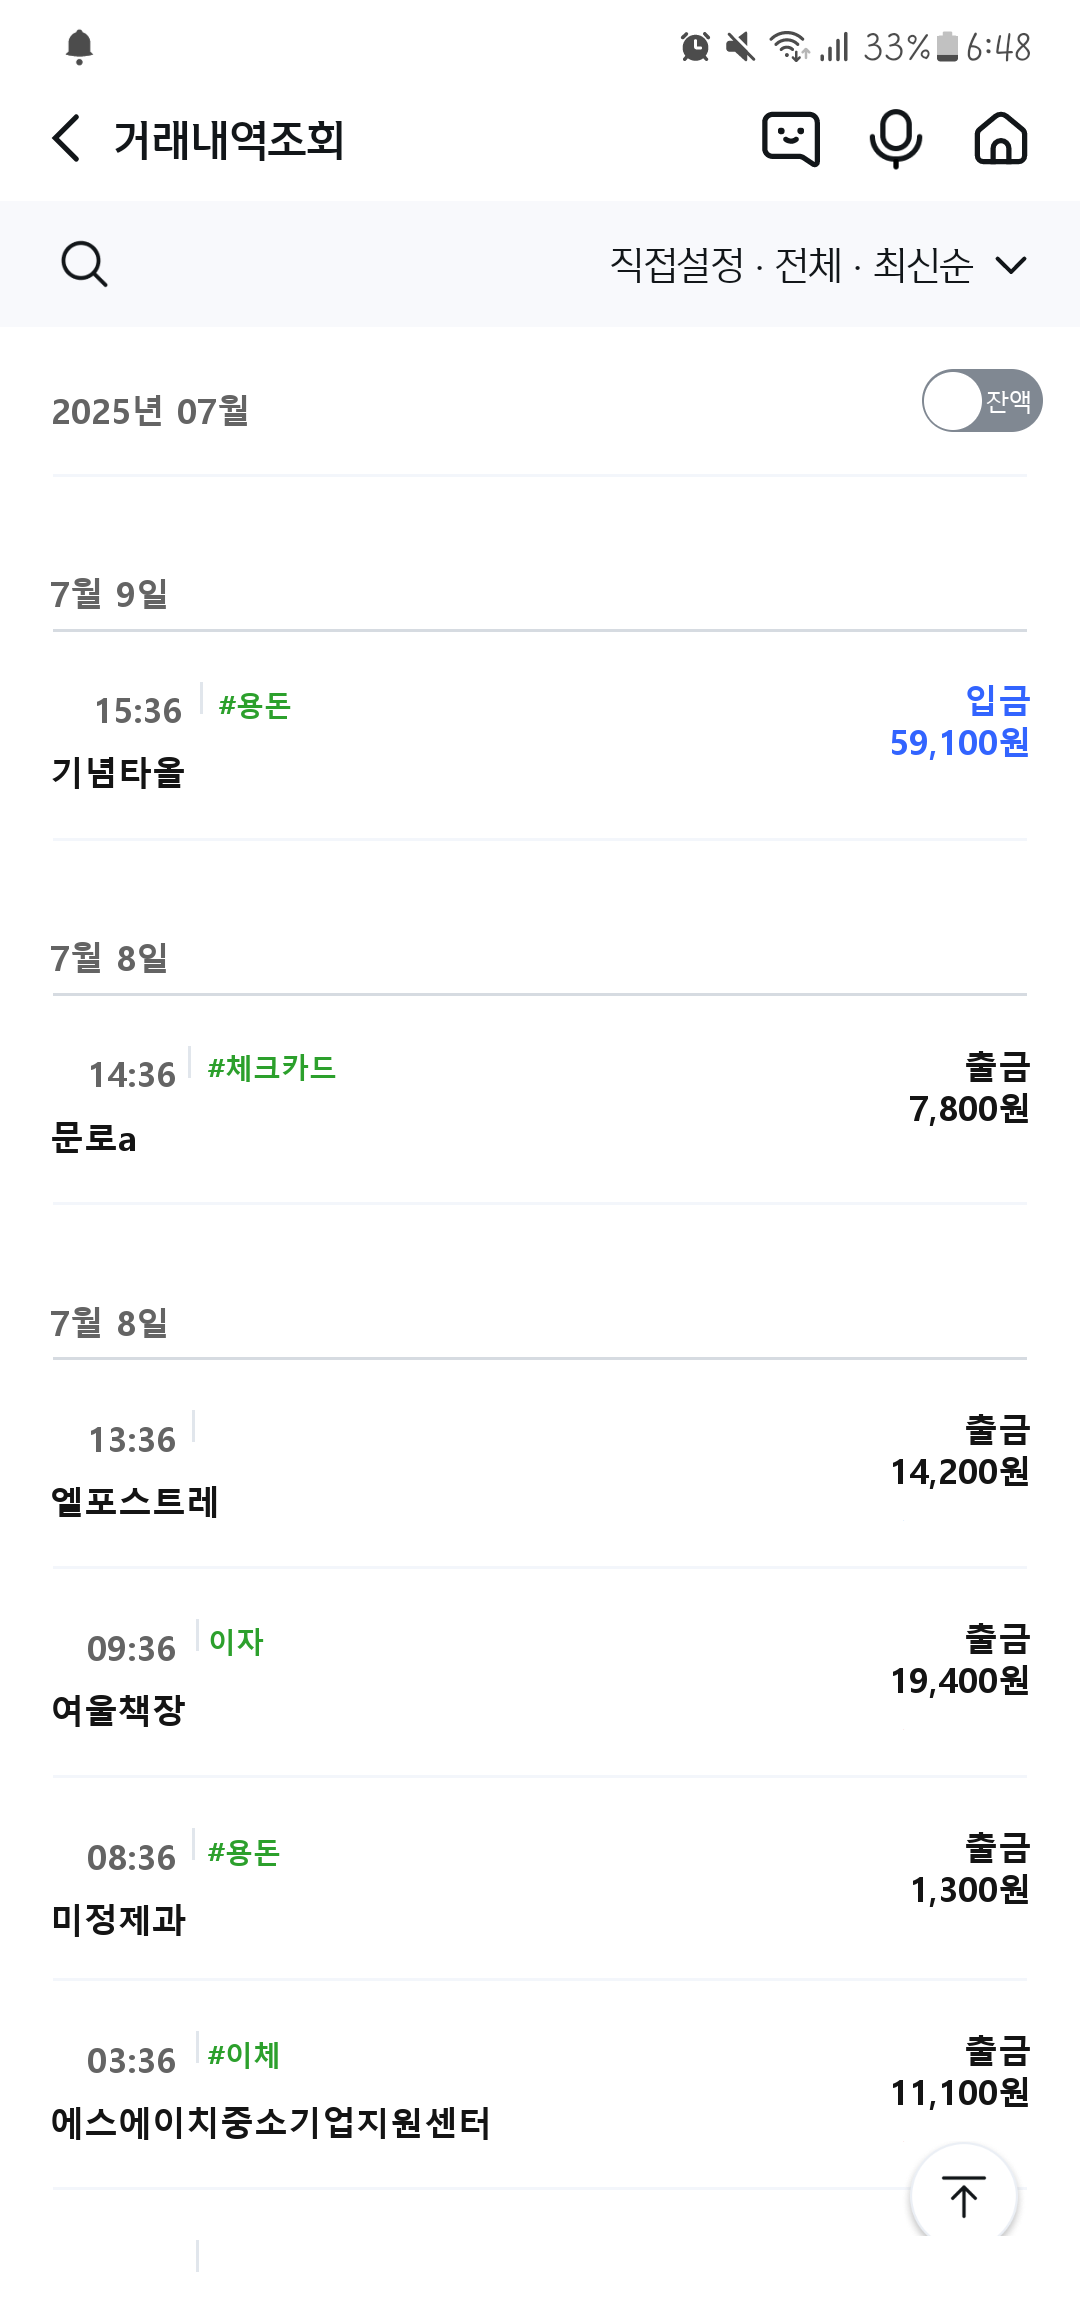 33% 6:48
거래내역조회
직접설정 · 전체 · 최신순
2025년 07월
잔액
7월 9일
15:36 #용돈
입금
59,100원
기념타올
7월 8일
14:36 #체크카드
출금
7,800원
문로a
7월 8일
13:36
출금
14,200원
엘포스트레
09:36 이자
출금
19,400원
여울책장
08:36 #용돈
출금
1,300원
미정제과
03:36 #이체
출금
11,100원
에스에이치중소기업지원센터